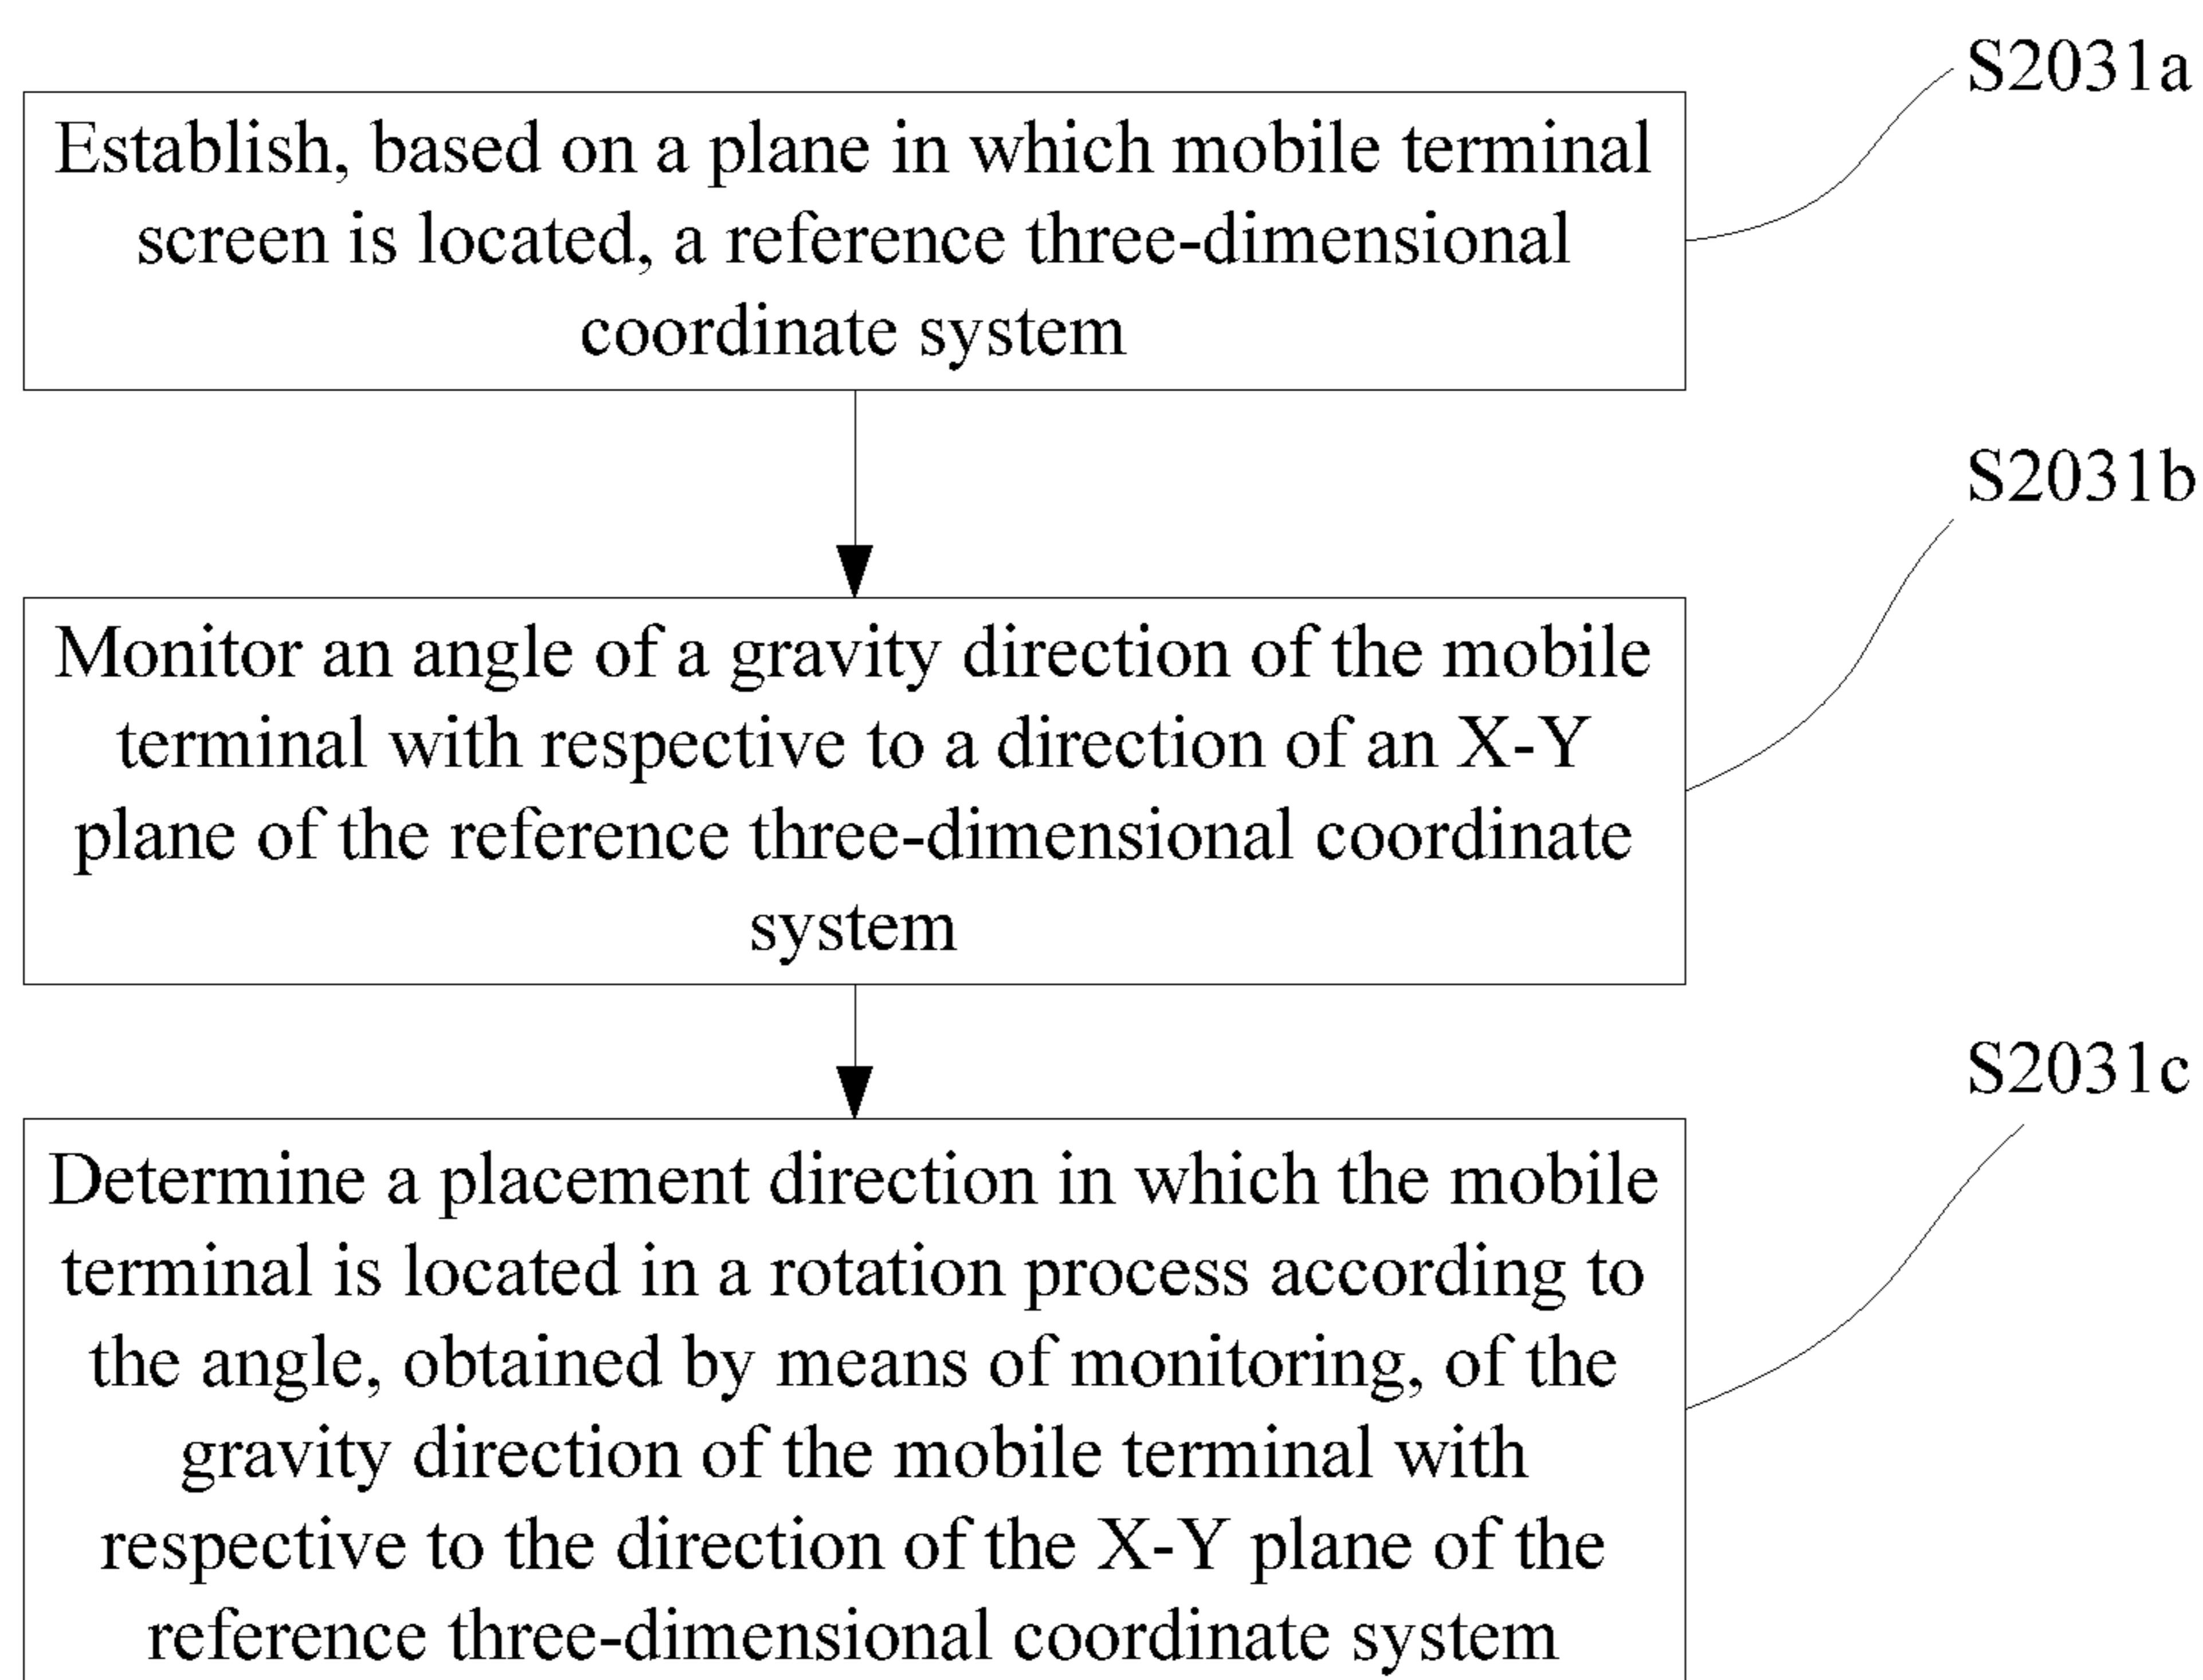 S2031a
Establish, based on a plane in which mobile terminal
screen is located, a reference three-dimensional
coordinate system
S2031b
Monitor an angle of a gravity direction of the mobile
terminal with respective to a direction of an X-Y
plane of the reference three-dimensional coordinate
system
S2031c
Determine a placement direction in which the mobile
terminal is located in a rotation process according to
the angle, obtained by means of monitoring, of the
gravity direction of the mobile terminal with
respective to the direction of the X-Y plane of the
reference three-dimensional coordinate system